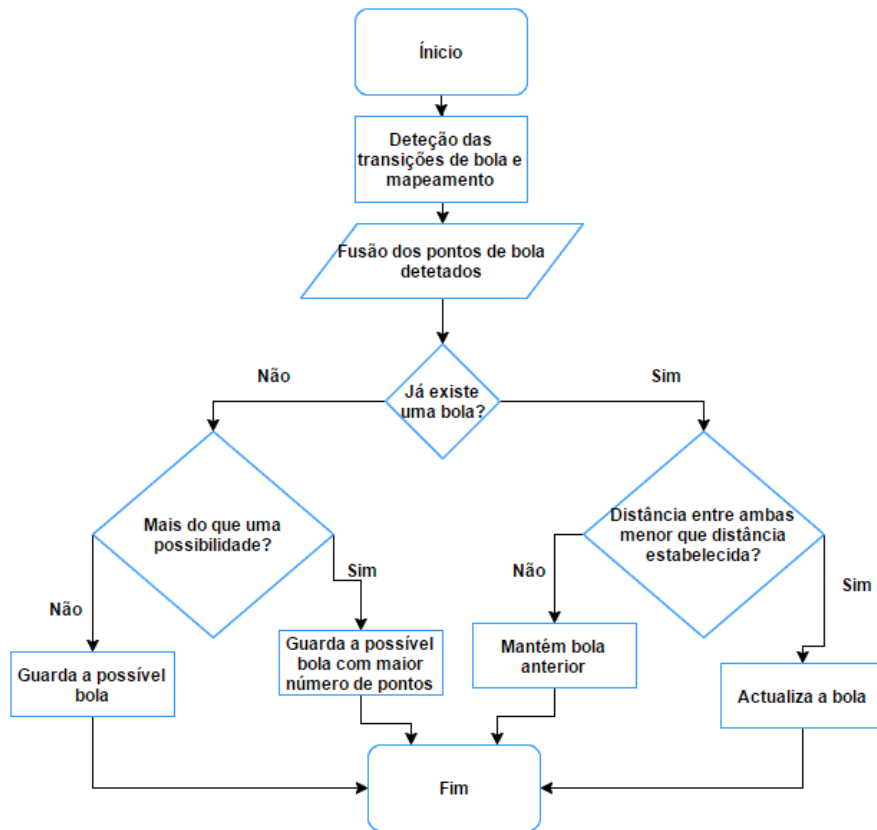 Ínicio
Deteção das
transições de bola e
mapeamento
Fusão dos pontos de bola
detetados
Já existe
uma bola?
Não
Sim
Mais do que uma
possibilidade?
Distância entre ambas
menor que distância
estabelecida?
Não
Sim
Não
Sim
Guarda a possível
bola
Guarda a possível
bola com maior
número de pontos
Mantém bola
anterior
Actualiza a bola
Fim